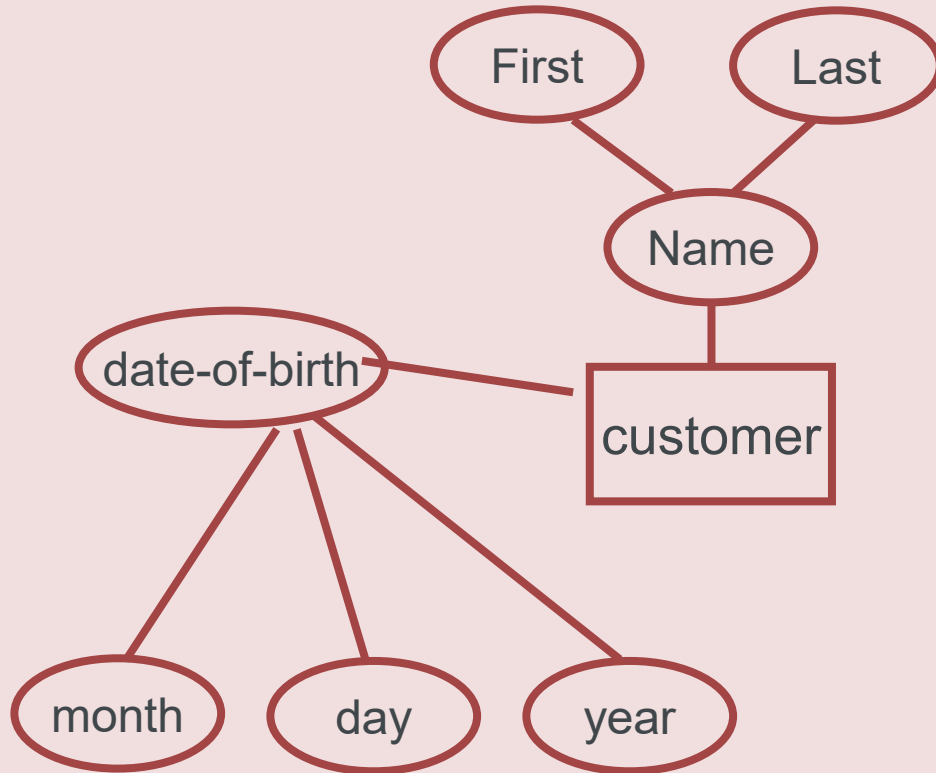 First
Last
Name
date-of-birth
customer
month
day
year